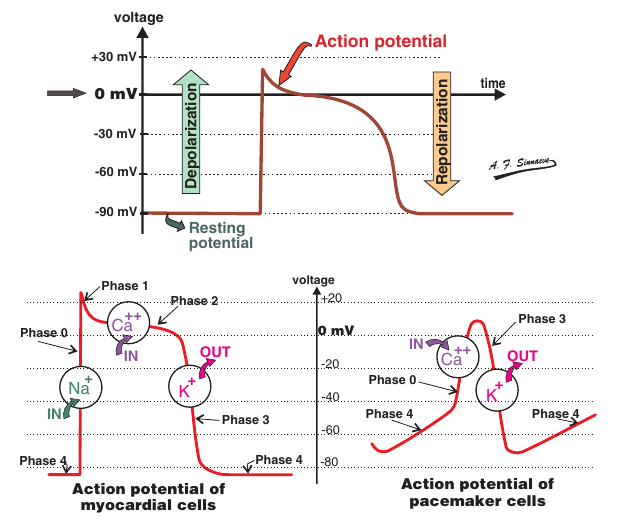 voltage
+30 mV
Action potential
0 mV
time
Depolarization
Repolarization
-30 mV
-60 mV
A. F. Sinnaeve
-90 mV
Resting
potential
voltage
Phase 1
Phase 2
Phase 0
Ca++
IN
OUT
Na+
IN
K+
Phase 3
Phase 4
Phase 4
Action potential of
myocardial cells
+20
0 mV
-20
-40
-60
-80
Phase 3
IN
Ca++
OUT
Phase 0
K+
Phase 4
Phase 4
Action potential of
pacemaker cells